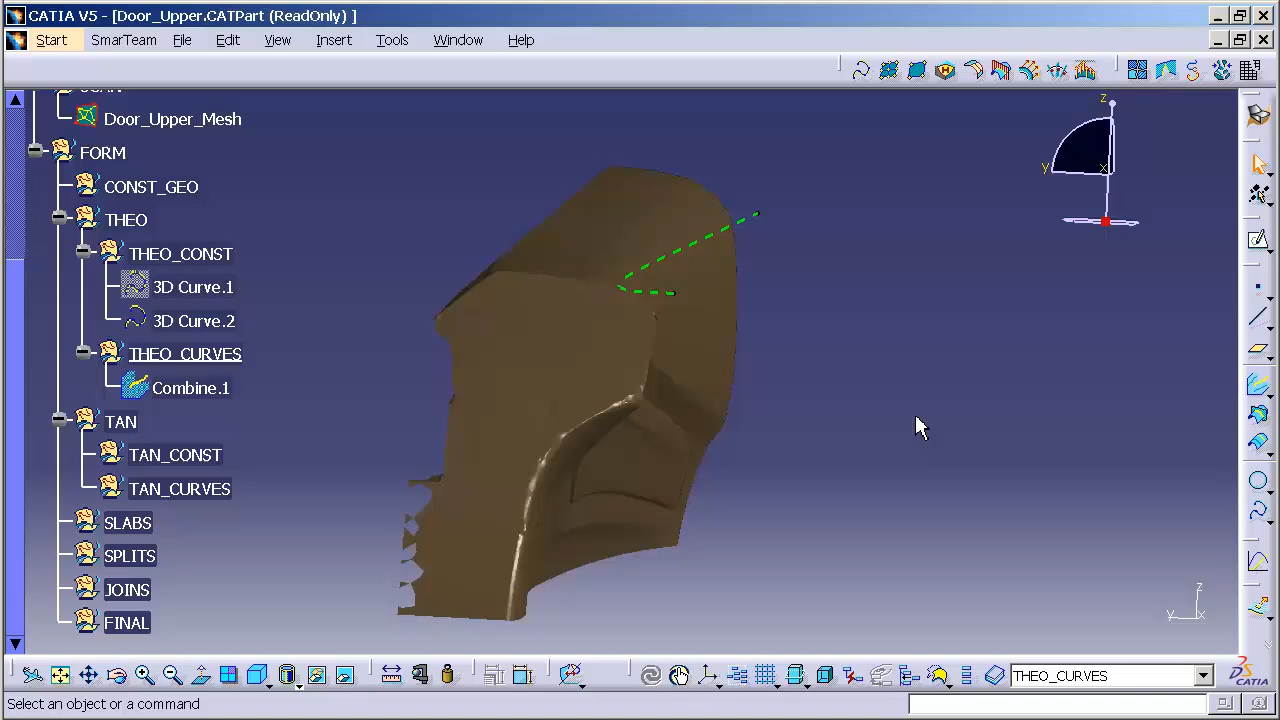 CATIA V5 - [Door_Upper.CATPart (ReadOnly) ]
Start SmarTeam File Edit View Insert Tools Window Help
Door_Upper_Mesh
FORM
CONST_GEO
THEO
THEO_CONST
3D Curve.1
3D Curve.2
THEO_CURVES
Combine.1
TAN
TAN_CONST
TAN_CURVES
SLABS
SPLITS
JOINS
FINAL
z
y
x
z
y
x
THEO_CURVES
CATIA
Select an object or a command